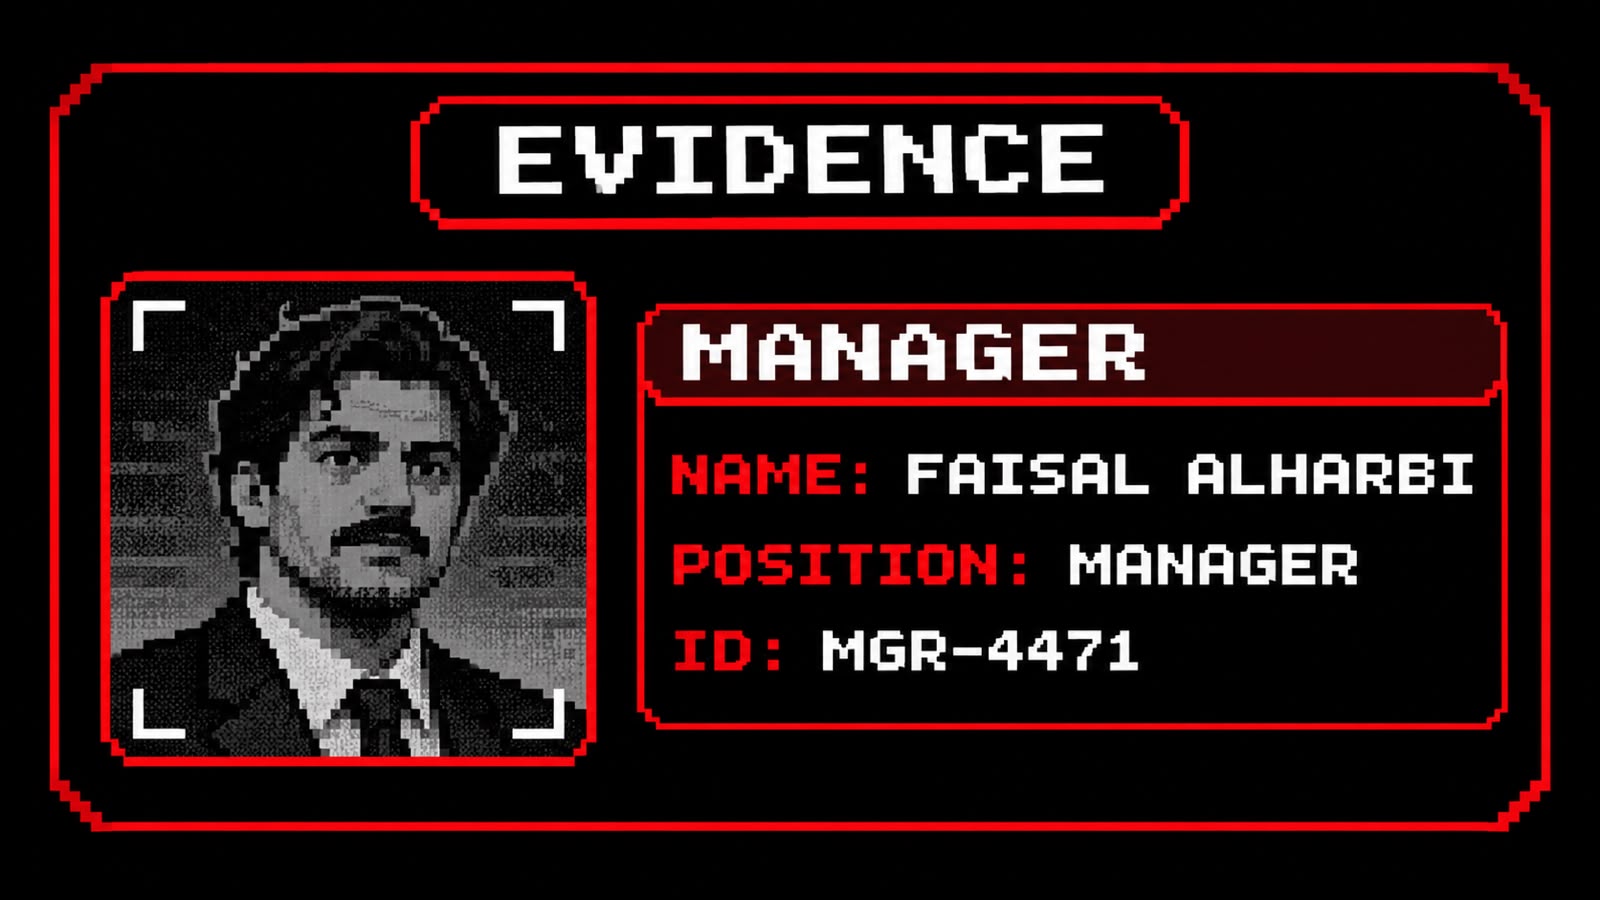 EVIDENCE
MANAGER
NAME: FAISAL ALHARBI
POSITION: MANAGER
ID: MGR-4471